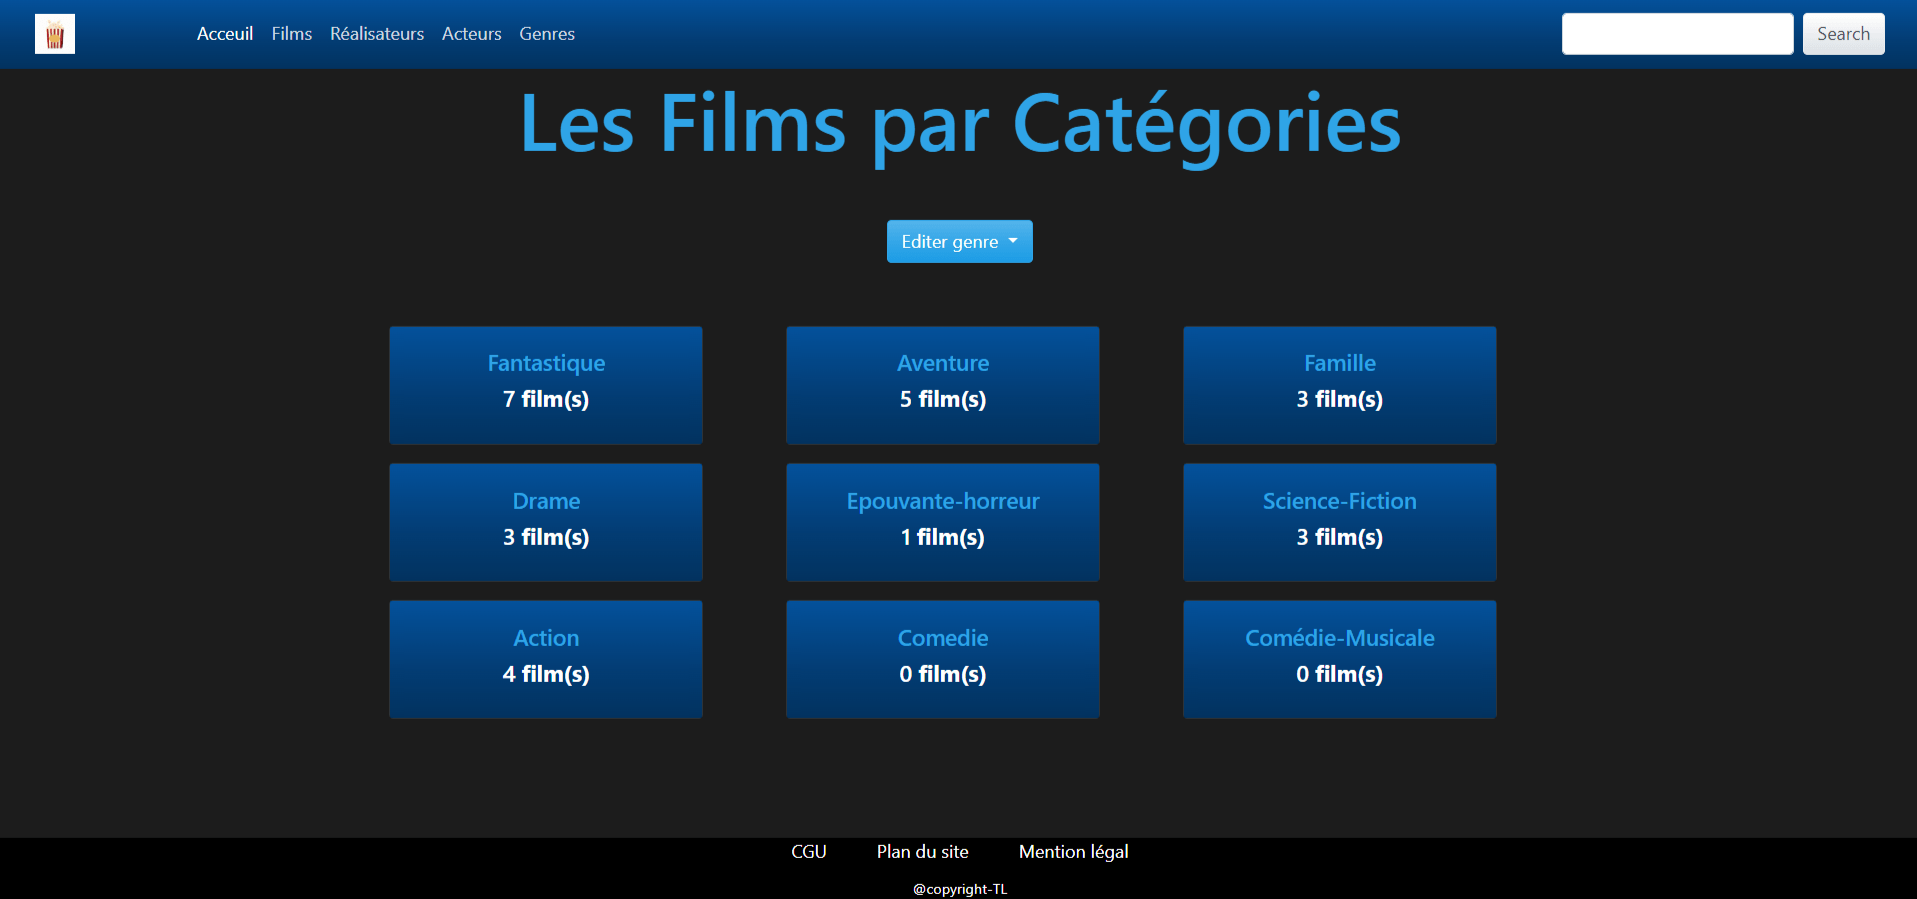 Acceuil Films Réalisateurs Acteurs Genres Search
Les Films par Catégories
Editer genre
Fantastique
7 film(s)
Aventure
5 film(s)
Famille
3 film(s)
Drame
3 film(s)
Epouvante-horreur
1 film(s)
Science-Fiction
3 film(s)
Action
4 film(s)
Comedie
0 film(s)
Comédie-Musicale
0 film(s)
CGU Plan du site Mention légal
@copyright-TL